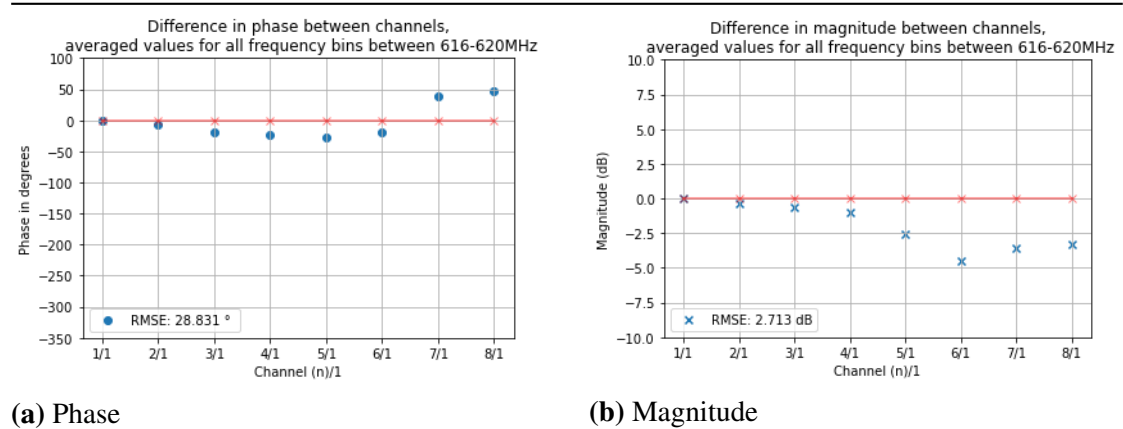 Difference in phase between channels,
averaged values for all frequency bins between 616-620MHz
100
50
0
−50
−100
−150
−200
−250
−300
−350
Phase in degrees
RMSE: 28.831 °
1/1 2/1 3/1 4/1 5/1 6/1 7/1 8/1
Channel (n)/1
(a) Phase
Difference in magnitude between channels,
averaged values for all frequency bins between 616-620MHz
10.0
7.5
5.0
2.5
0.0
−2.5
−5.0
−7.5
−10.0
Magnitude (dB)
RMSE: 2.713 dB
1/1 2/1 3/1 4/1 5/1 6/1 7/1 8/1
Channel (n)/1
(b) Magnitude